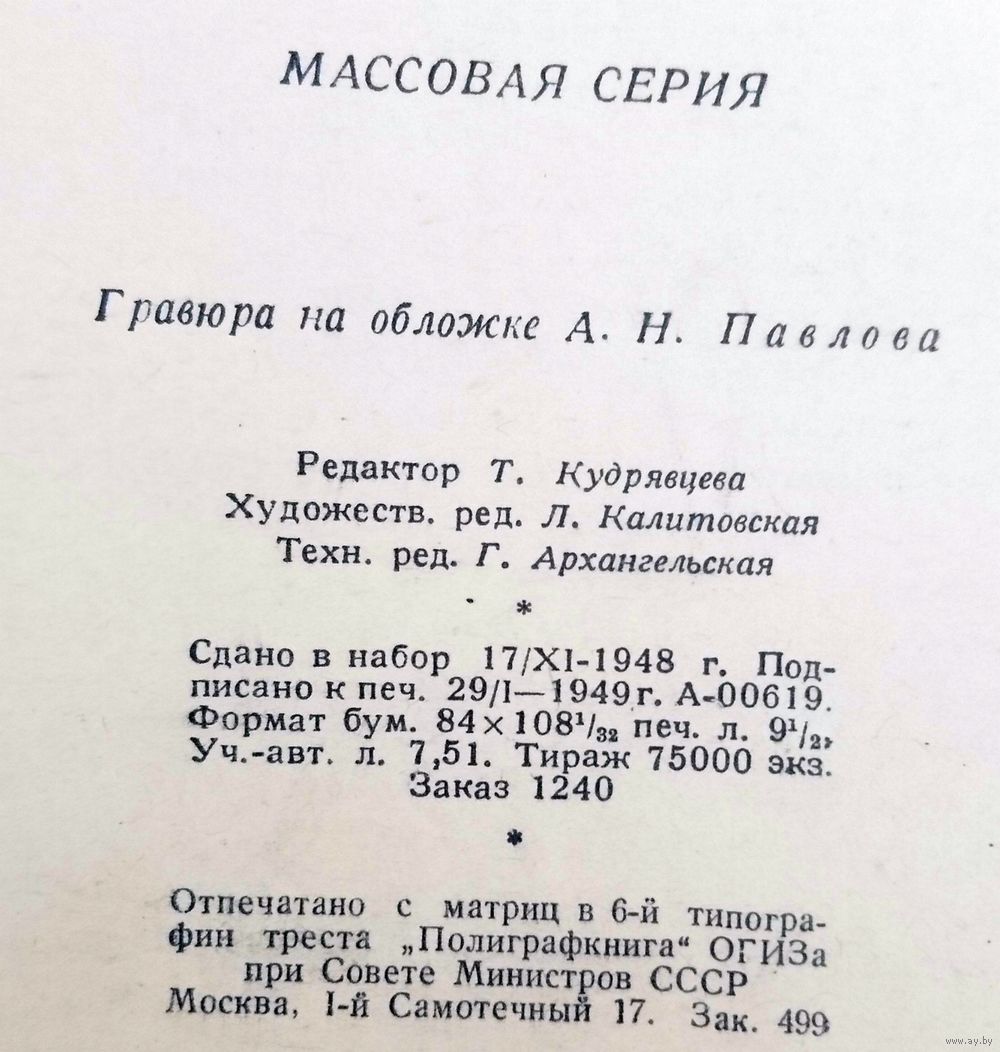 МАССОВАЯ СЕРИЯ
Гравюра на обложке А. Н. Павлова
Редактор Т. Кудрявцева
Художеств. ред. Л. Калитовская
Техн. ред. Г. Архангельская
*
Сдано в набор 17/XI-1948 г. Под-
писано к печ. 29/I—1949 г. А-00619.
Формат бум. 84×108¹/₃₂ печ. л. 9¹/₂,
Уч.-авт. л. 7,51. Тираж 75000 экз.
Заказ 1240
*
Отпечатано с матриц в 6-й типогра-
фии треста „Полиграфкнига“ ОГИЗа
при Совете Министров СССР
Москва, I-й Самотечный 17. Зак. 499
www.ay.by